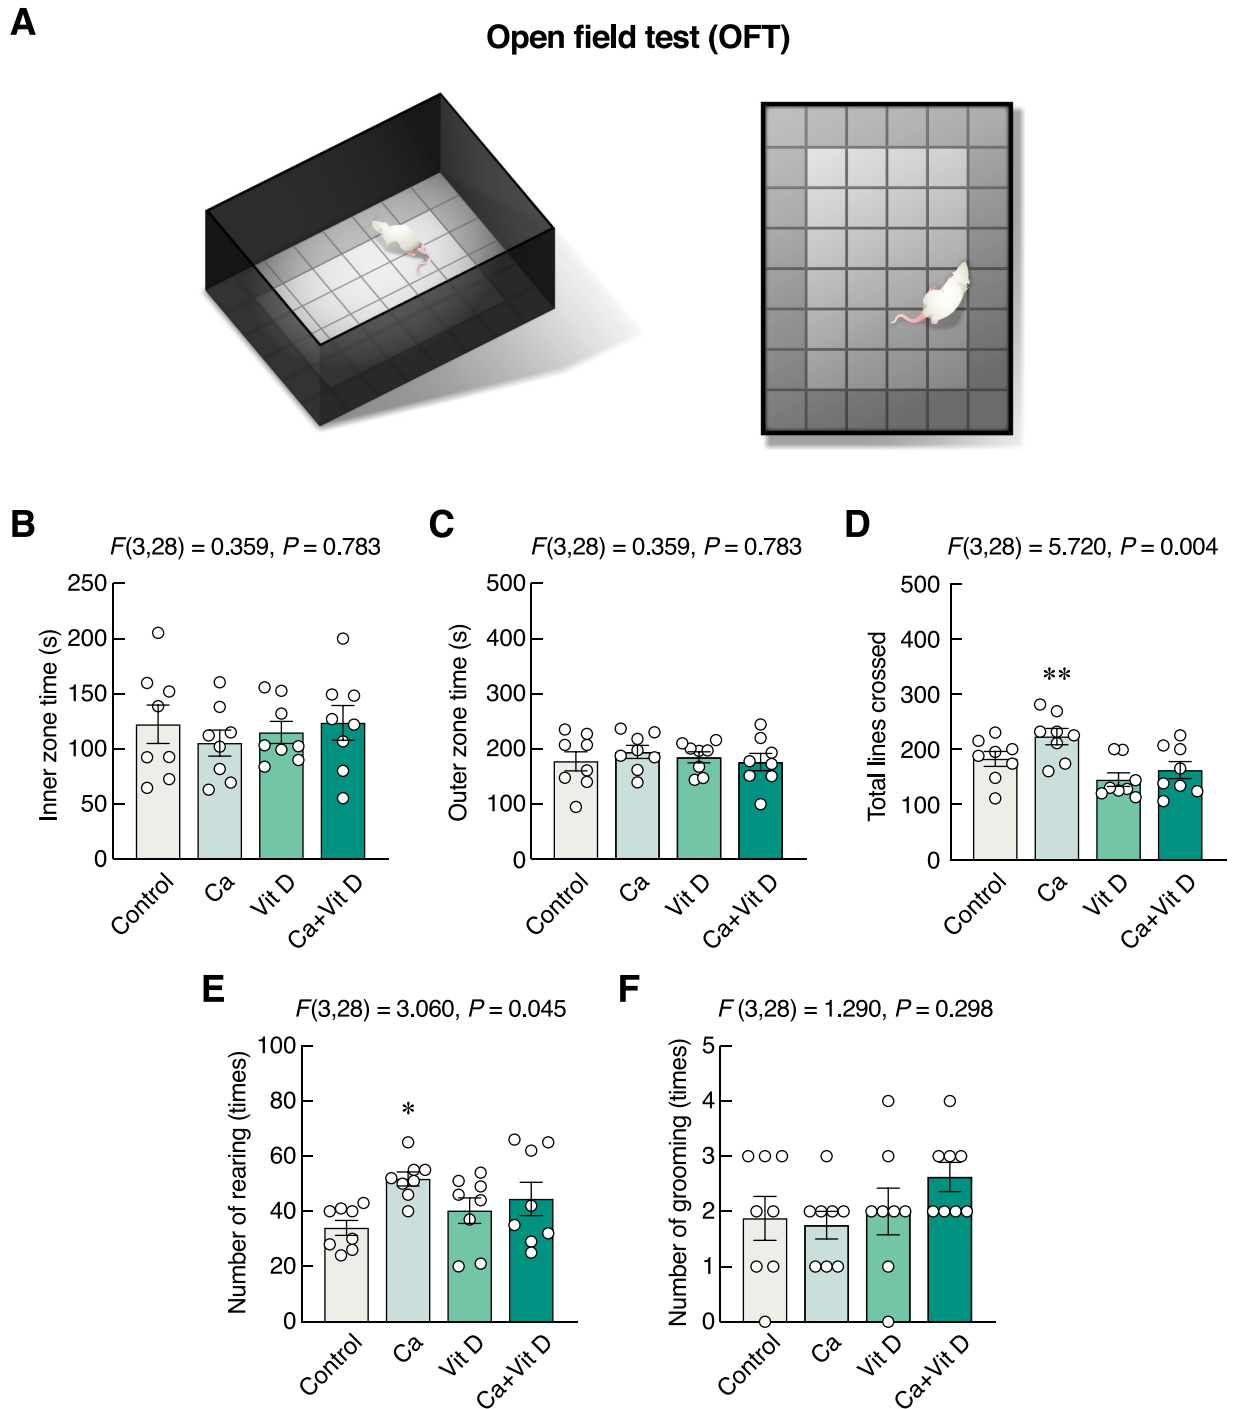 A
Open field test (OFT)
B
F(3,28) = 0.359, P = 0.783
Inner zone time (s)
250
200
150
100
50
0
Control
Ca
Vit D
Ca+Vit D
C
F(3,28) = 0.359, P = 0.783
Outer zone time (s)
500
400
300
200
100
0
Control
Ca
Vit D
Ca+Vit D
D
F(3,28) = 5.720, P = 0.004
Total lines crossed
500
400
300
200
100
0
**
Control
Ca
Vit D
Ca+Vit D
E
F(3,28) = 3.060, P = 0.045
Number of rearing (times)
100
80
60
40
20
0
*
Control
Ca
Vit D
Ca+Vit D
F
F (3,28) = 1.290, P = 0.298
Number of grooming (times)
5
4
3
2
1
0
Control
Ca
Vit D
Ca+Vit D